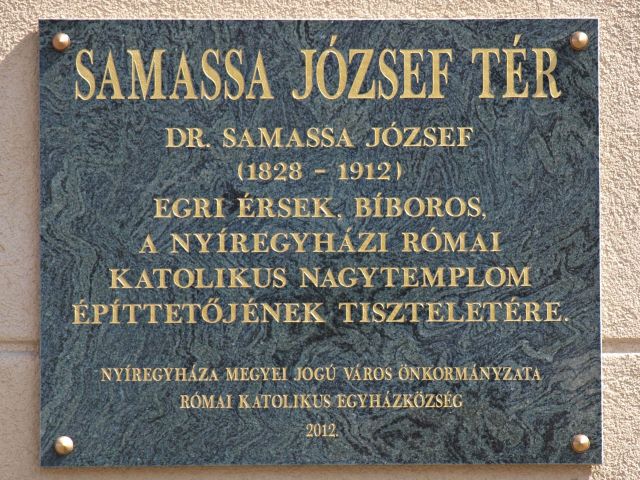 SAMASSA JÓZSEF TÉR
DR. SAMASSA JÓZSEF
(1828 - 1912)
EGRI ÉRSEK, BÍBOROS,
A NYÍREGYHÁZI RÓMAI
KATOLIKUS NAGYTEMPLOM
ÉPÍTTETŐJÉNEK TISZTELETÉRE.
NYÍREGYHÁZA MEGYEI JOGÚ VÁROS ÖNKORMÁNYZATA
RÓMAI KATOLIKUS EGYHÁZKÖZSÉG
2012.